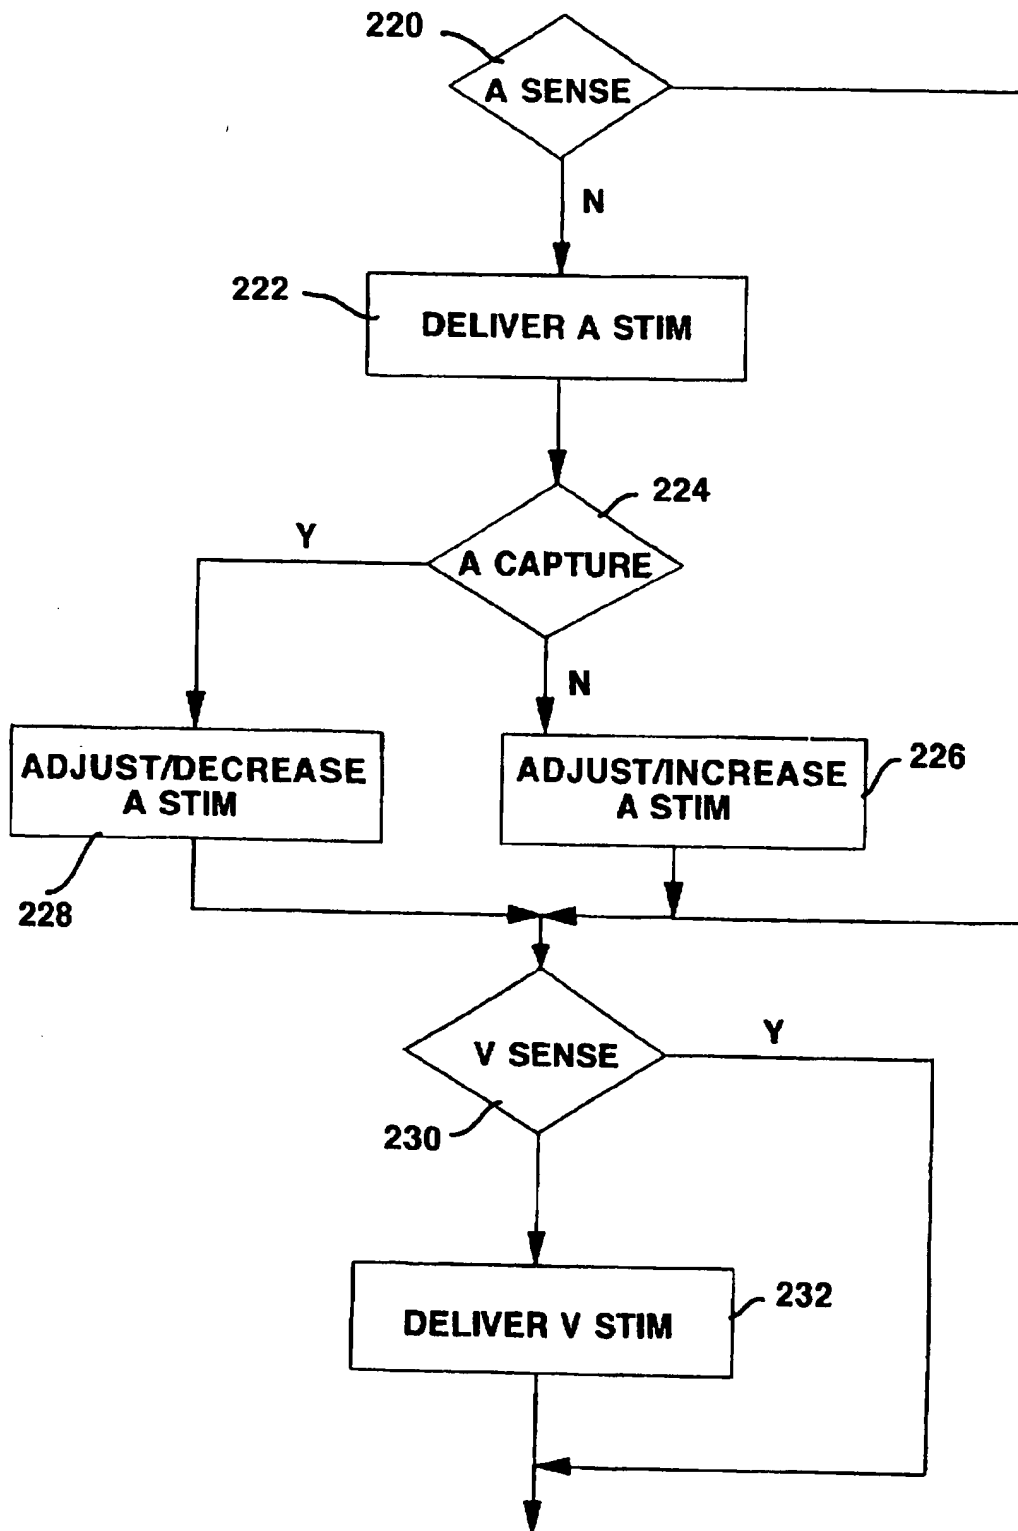 220
A SENSE
N
222
DELIVER A STIM
224
Y
A CAPTURE
N
ADJUST/DECREASE
A STIM
ADJUST/INCREASE
A STIM
226
228
V SENSE
Y
230
232
DELIVER V STIM